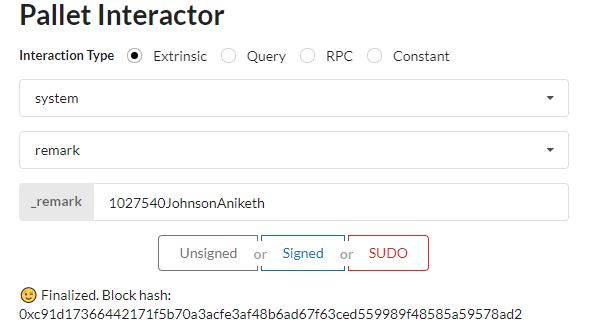 Pallet Interactor
Interaction Type Extrinsic Query RPC Constant
system
remark
_remark 1027540JohnsonAniketh
Unsigned or Signed or SUDO
😉 Finalized. Block hash:
0xc91d17366442171f5b70a3acfe3af48b6ad67f63ced559989f48585a59578ad2